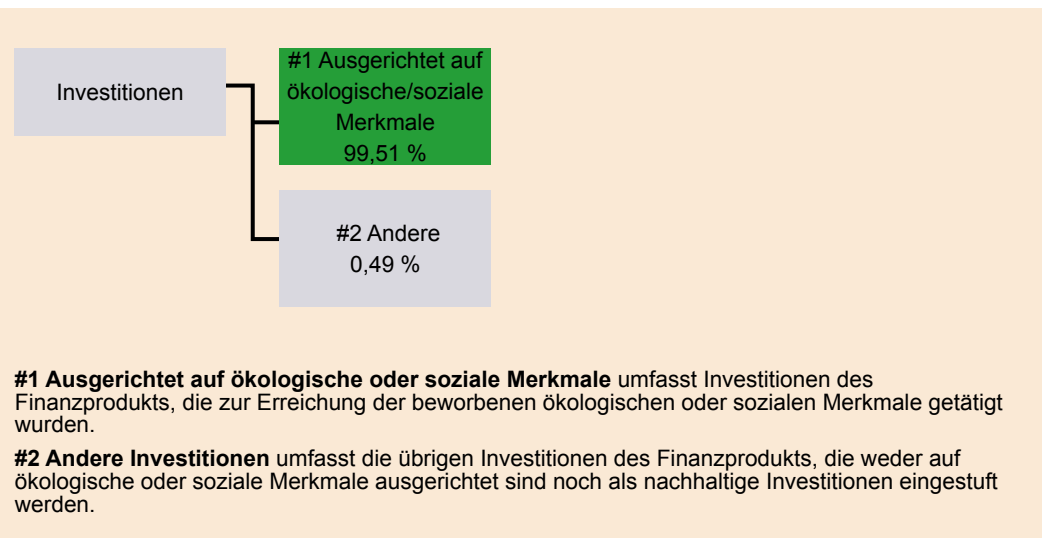 Investitionen
#1 Ausgerichtet auf
ökologische/soziale
Merkmale
99,51 %
#2 Andere
0,49 %
#1 Ausgerichtet auf ökologische oder soziale Merkmale umfasst Investitionen des
Finanzprodukts, die zur Erreichung der beworbenen ökologischen oder sozialen Merkmale getätigt
wurden.
#2 Andere Investitionen umfasst die übrigen Investitionen des Finanzprodukts, die weder auf
ökologische oder soziale Merkmale ausgerichtet sind noch als nachhaltige Investitionen eingestuft
werden.